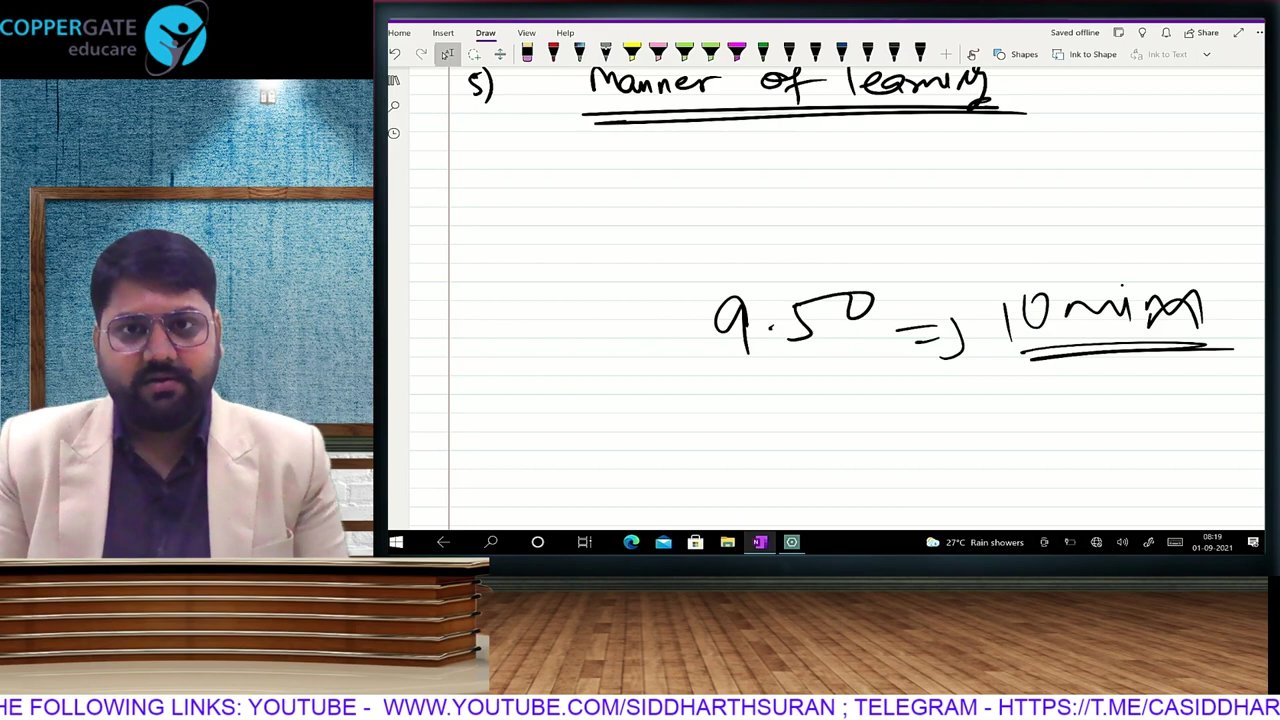 COPPERGATE
educare
Home Insert Draw View Help
Saved offline
Share
Shapes
Ink to Shape
Ink to Text
5) Manner of learning
9.50 => 10 mins
27°C Rain showers
08:19
01-09-2021
HE FOLLOWING LINKS: YOUTUBE - WWW.YOUTUBE.COM/SIDDHARTHSURAN ; TELEGRAM - HTTPS://T.ME/CASIDDHAR